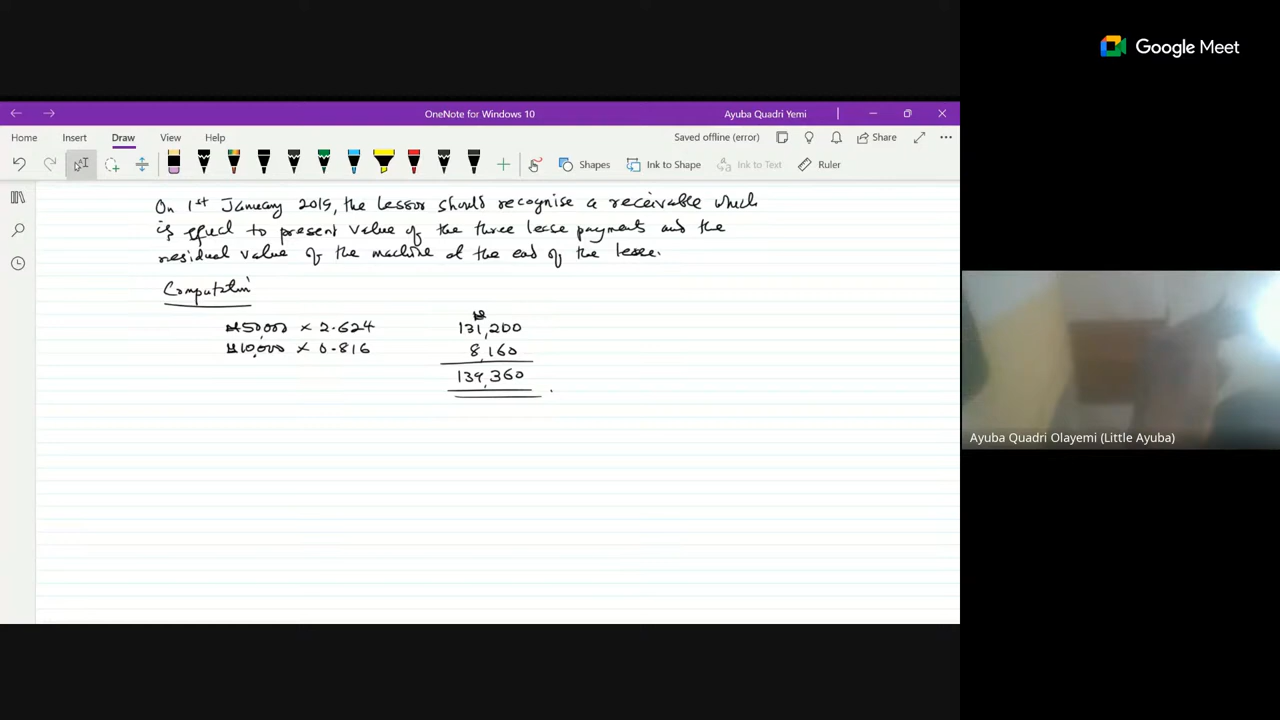 Google Meet
OneNote for Windows 10
Ayuba Quadri Yemi
Home Insert Draw View Help
Saved offline (error)
Share
Shapes
Ink to Shape
Ink to Text
Ruler
On 1st January 2019, the lessor should recognise a receivable which
is equal to present value of the three lease payments and the
residual value of the machine at the end of the lease.
Computation
₦50,000 × 2.624 131,200
₦10,000 × 0.816 8,160
139,360
Ayuba Quadri Olayemi (Little Ayuba)